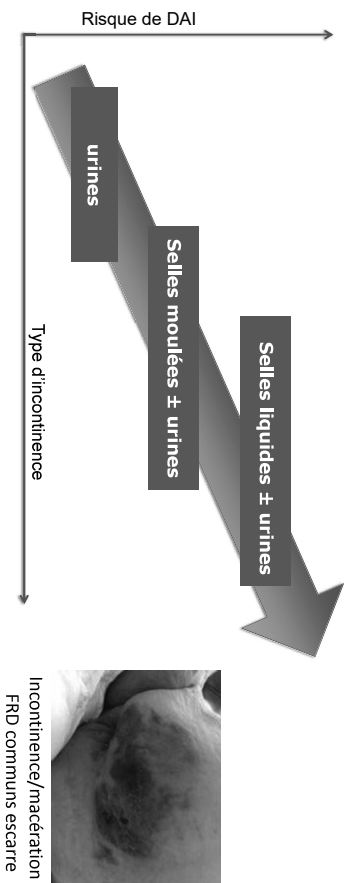 Risque de DAI
urines
Selles moulées ± urines
Selles liquides ± urines
Type d'incontinence
Incontinence/macération
FRD communs escarre